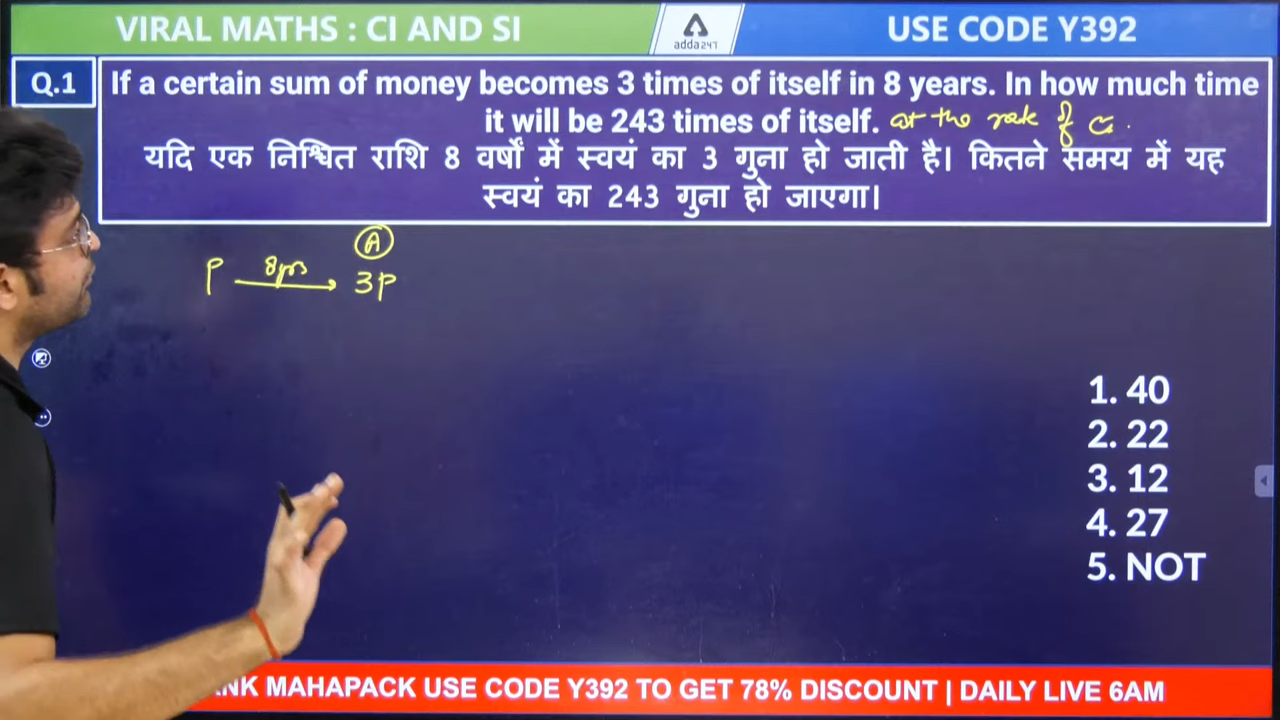 VIRAL MATHS : CI AND SI
adda247
USE CODE Y392
Q.1
If a certain sum of money becomes 3 times of itself in 8 years. In how much time
it will be 243 times of itself. at the rate of CI.
यदि एक निश्चित राशि 8 वर्षों में स्वयं का 3 गुना हो जाती है। कितने समय में यह
स्वयं का 243 गुना हो जाएगा।
A
P 8yrs 3P
1. 40
2. 22
3. 12
4. 27
5. NOT
NK MAHAPACK USE CODE Y392 TO GET 78% DISCOUNT | DAILY LIVE 6AM